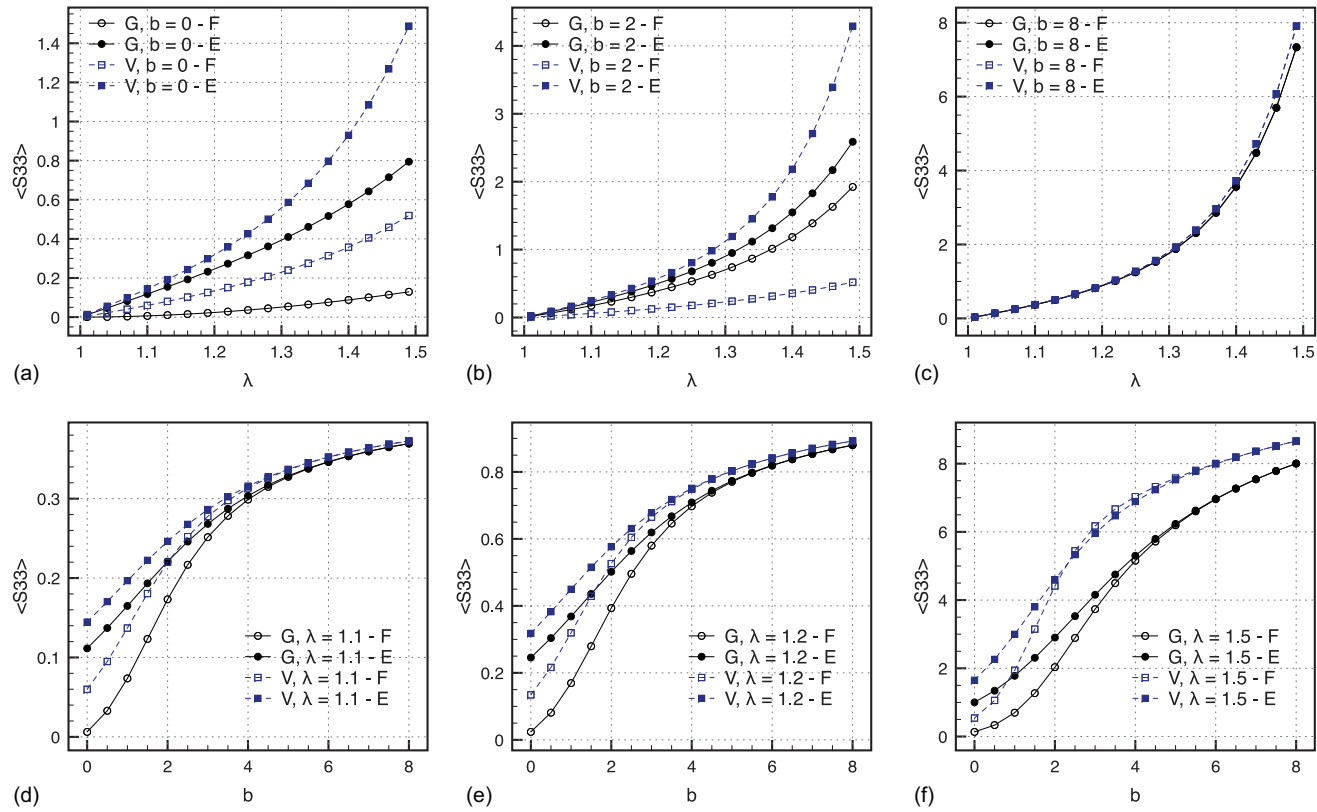 G, b = 0 - F
G, b = 0 - E
V, b = 0 - F
V, b = 0 - E
<S33>
1.4
1.2
1
0.8
0.6
0.4
0.2
0
1
1.1
1.2
1.3
1.4
1.5
(a)
λ
G, b = 2 - F
G, b = 2 - E
V, b = 2 - F
V, b = 2 - E
<S33>
4
3
2
1
0
1
1.1
1.2
1.3
1.4
1.5
(b)
λ
G, b = 8 - F
G, b = 8 - E
V, b = 8 - F
V, b = 8 - E
<S33>
8
6
4
2
0
1
1.1
1.2
1.3
1.4
1.5
(c)
λ
<S33>
0.3
0.2
0.1
0
G, λ = 1.1 - F
G, λ = 1.1 - E
V, λ = 1.1 - F
V, λ = 1.1 - E
0
2
4
6
8
(d)
b
<S33>
0.8
0.6
0.4
0.2
0
G, λ = 1.2 - F
G, λ = 1.2 - E
V, λ = 1.2 - F
V, λ = 1.2 - E
0
2
4
6
8
(e)
b
<S33>
8
6
4
2
0
G, λ = 1.5 - F
G, λ = 1.5 - E
V, λ = 1.5 - F
V, λ = 1.5 - E
0
2
4
6
8
(f)
b